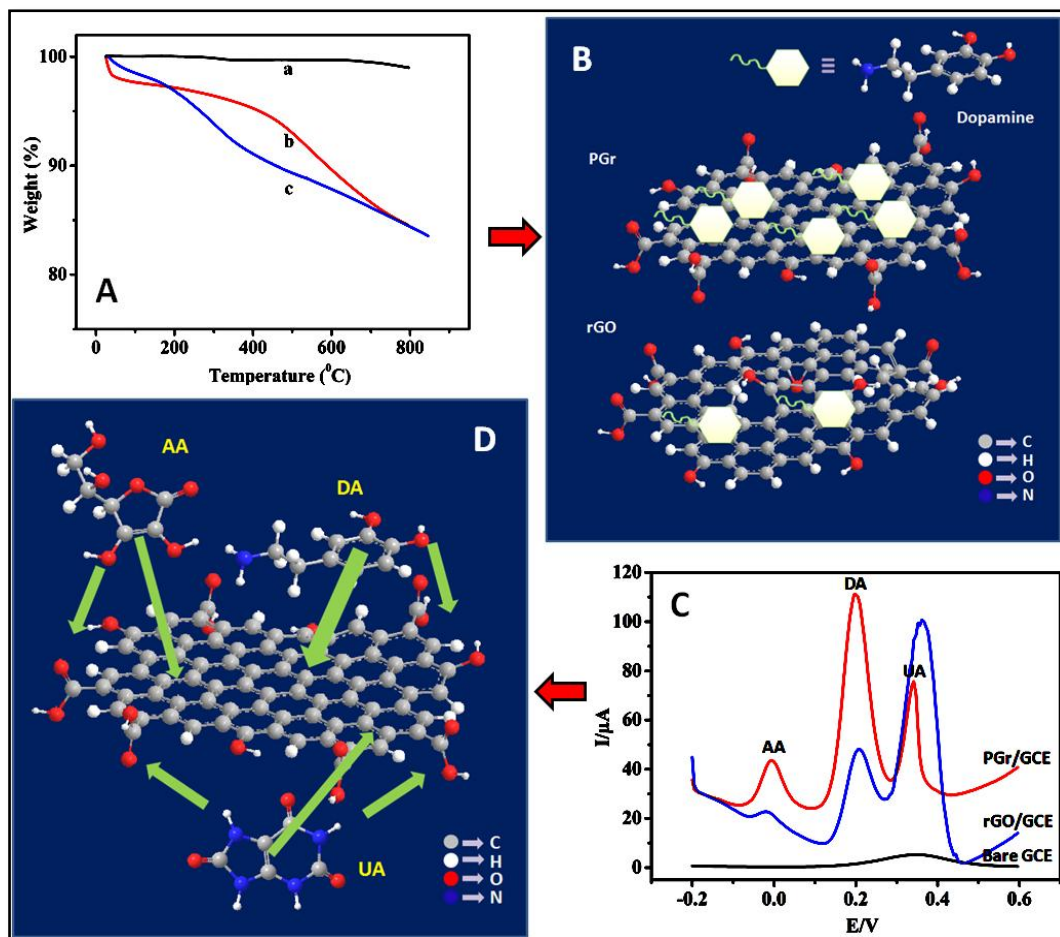 100
90
80
Weight (%)
a
b
c
A
0
200
400
600
800
Temperature (⁰C)
B
Dopamine
PGr
rGO
C
H
O
N
D
AA
DA
UA
C
H
O
N
C
120
100
80
60
40
20
0
I/µA
DA
UA
AA
PGr/GCE
rGO/GCE
Bare GCE
-0.2
0.0
0.2
0.4
0.6
E/V